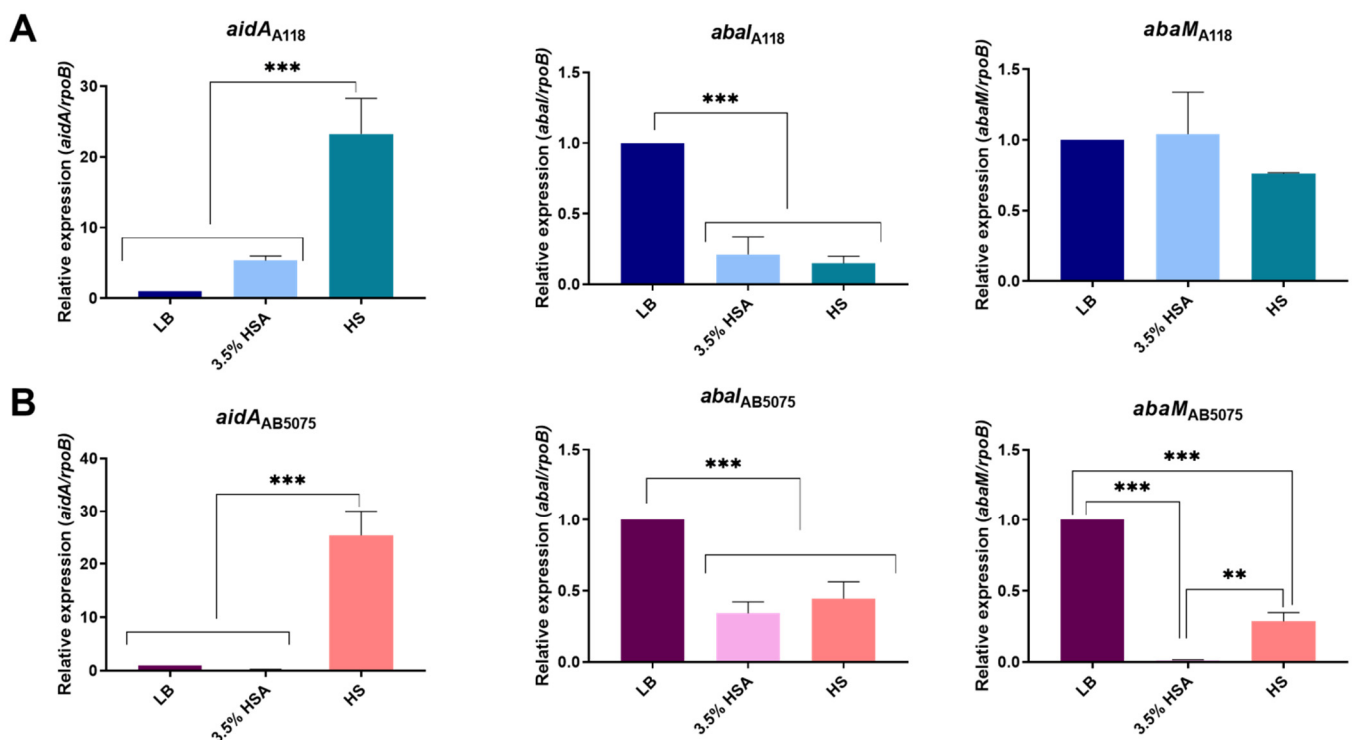 A
aidAA118
Relative expression (aidA/rpoB)
30
20
10
0
***
LB
3.5% HSA
HS
abaIA118
Relative expression (abaI/rpoB)
1.5
1.0
0.5
0.0
***
LB
3.5% HSA
HS
abaMA118
Relative expression (abaM/rpoB)
1.5
1.0
0.5
0.0
LB
3.5% HSA
HS
B
aidAAB5075
Relative expression (aidA/rpoB)
40
30
20
10
0
***
LB
3.5% HSA
HS
abaIAB5075
Relative expression (abaI/rpoB)
1.5
1.0
0.5
0.0
***
LB
3.5% HSA
HS
abaMAB5075
Relative expression (abaM/rpoB)
1.5
1.0
0.5
0.0
***
***
**
LB
3.5% HSA
HS